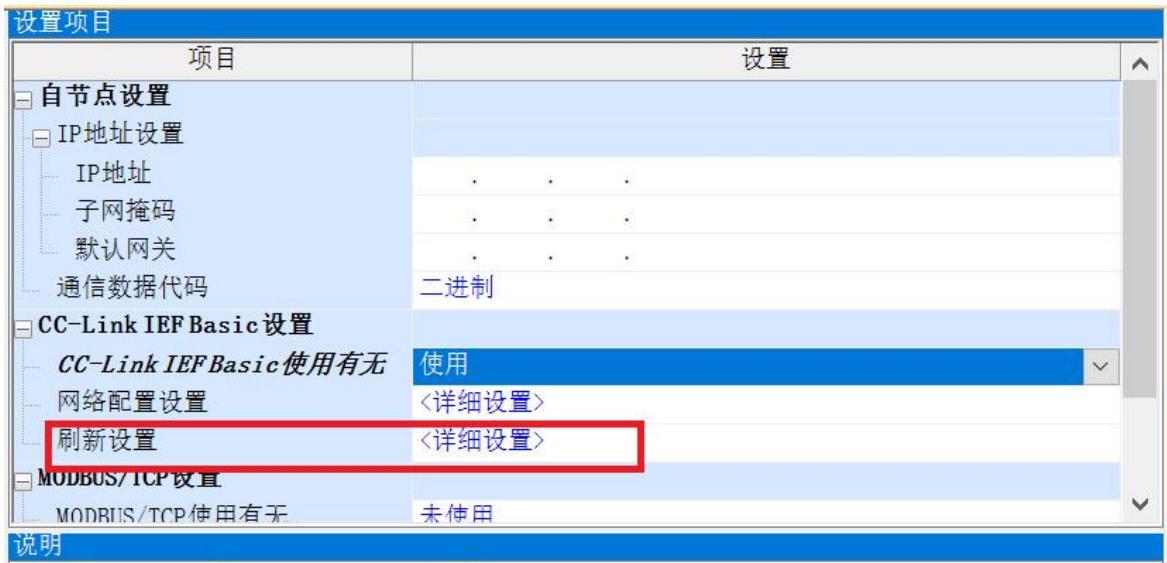 设置项目
项目 设置
自节点设置
IP地址设置
IP地址 . . .
子网掩码 . . .
默认网关 . . .
通信数据代码 二进制
CC-Link IEF Basic设置
CC-Link IEF Basic使用有无 使用
网络配置设置 <详细设置>
刷新设置 <详细设置>
MODBUS/TCP设置
MODBUS/TCP使用有无 未使用
说明